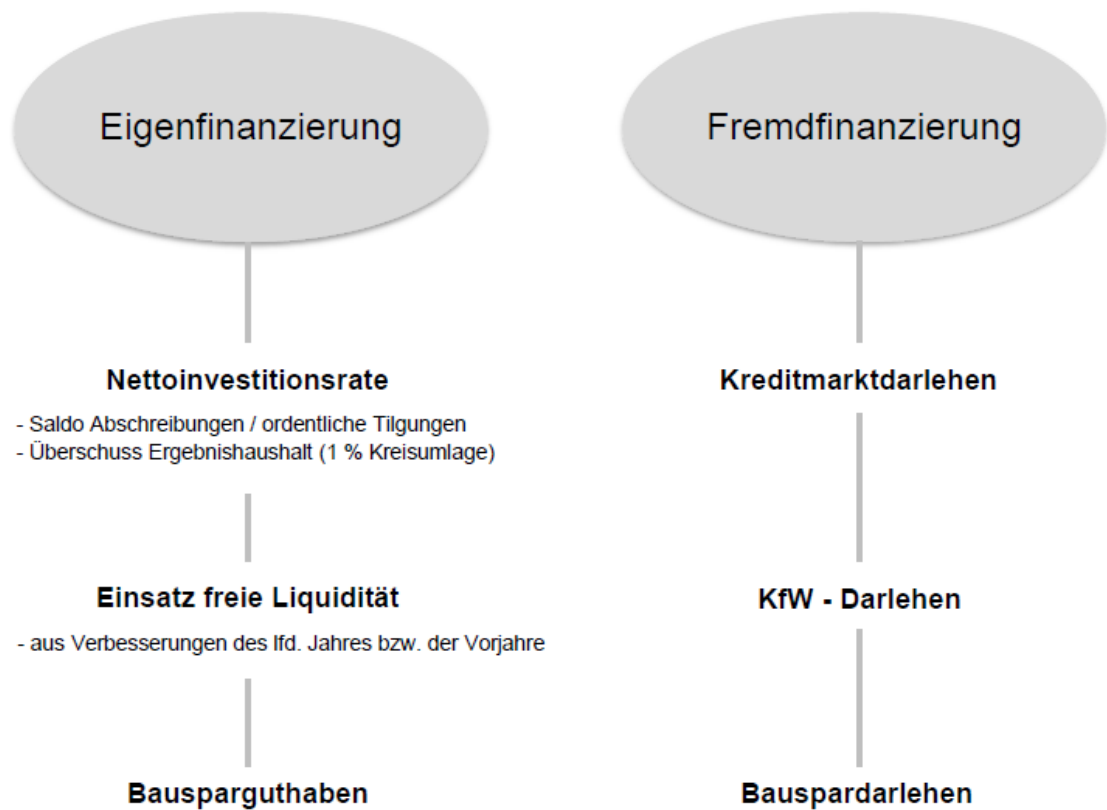 Eigenfinanzierung
Nettoinvestitionsrate
- Saldo Abschreibungen / ordentliche Tilgungen
- Überschuss Ergebnishaushalt (1 % Kreisumlage)
Einsatz freie Liquidität
- aus Verbesserungen des lfd. Jahres bzw. der Vorjahre
Bausparguthaben
Fremdfinanzierung
Kreditmarktdarlehen
KfW - Darlehen
Bauspardarlehen